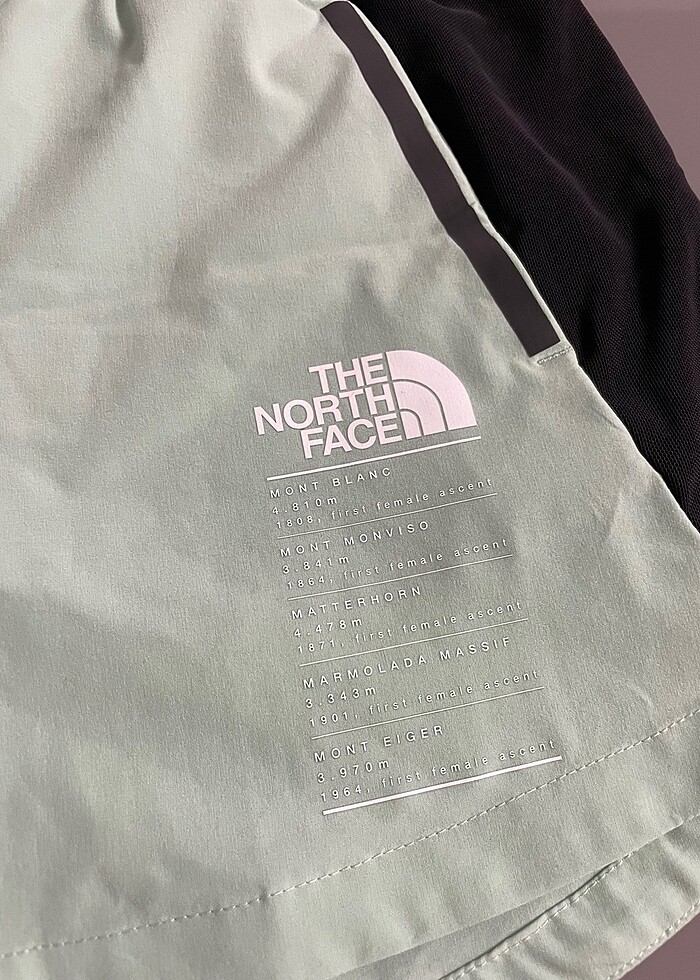 THE
NORTH
FACE
MONT BLANC
4.810m
1808, first female ascent
MONT MONVISO
3.841m
1864, first female ascent
MATTERHORN
4.478m
1871, first female ascent
MARMOLADA MASSIF
3.343m
1901, first female ascent
MONT EIGER
3.970m
1964, first female ascent